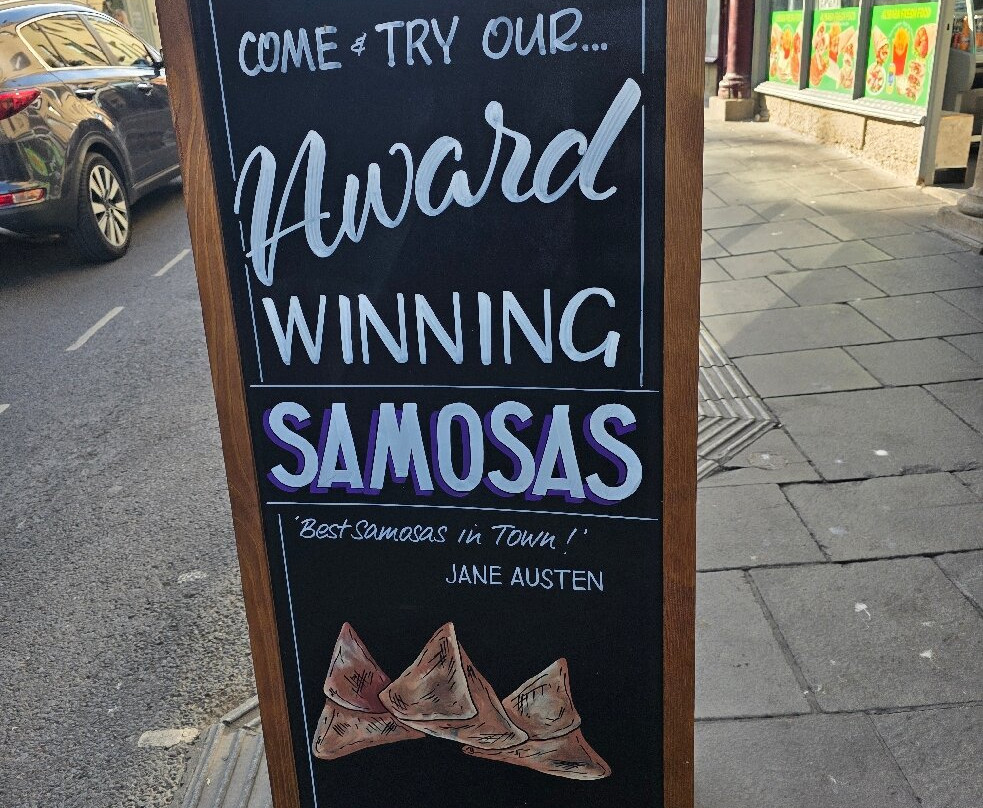 COME & TRY OUR...
Award
WINNING
SAMOSAS
'Best Samosas in Town!'
JANE AUSTEN